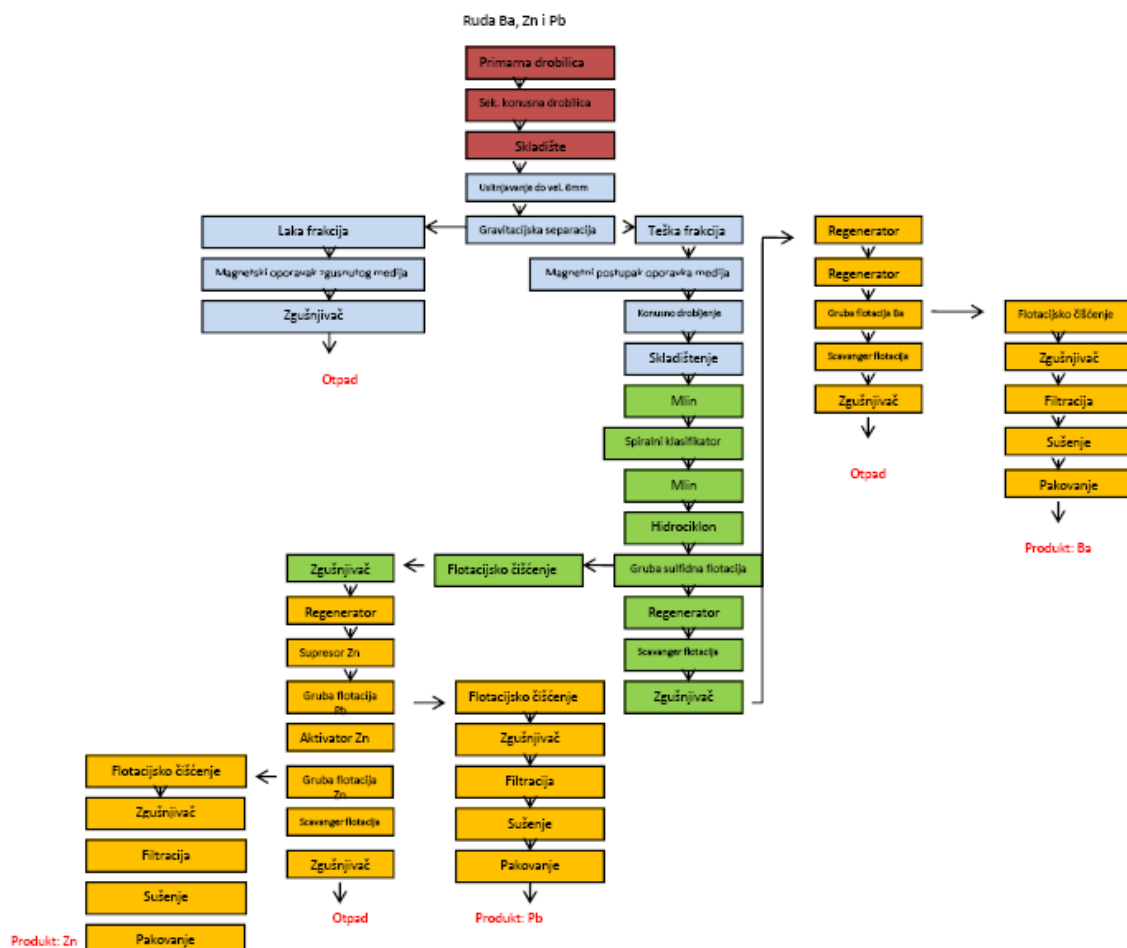 Ruda Ba, Zn i Pb
Primarna drobilica
Sek. konusna drobilica
Skladište
Usitnjavanje do vel. 6mm
Gravitacijska separacija
Laka frakcija
Magnetski oporavak zgusnutog medija
Zgušnjivač
Otpad
Teška frakcija
Magnetni postupak oporavka medija
Konusno drobljenje
Skladištenje
Mlin
Spiralni klasifikator
Mlin
Hidrociklon
Gruba sulfidna flotacija
Regenerator
Scavanger flotacija
Zgušnjivač
Regenerator
Regenerator
Gruba flotacija Ba
Scavanger flotacija
Zgušnjivač
Otpad
Flotacijsko čišćenje
Zgušnjivač
Filtracija
Sušenje
Pakovanje
Produkt: Ba
Flotacijsko čišćenje
Zgušnjivač
Regenerator
Supresor Zn
Gruba flotacija
Pb
Aktivator Zn
Gruba flotacija
Zn
Scavanger flotacija
Zgušnjivač
Otpad
Flotacijsko čišćenje
Zgušnjivač
Filtracija
Sušenje
Pakovanje
Produkt: Pb
Flotacijsko čišćenje
Zgušnjivač
Filtracija
Sušenje
Pakovanje
Produkt: Zn